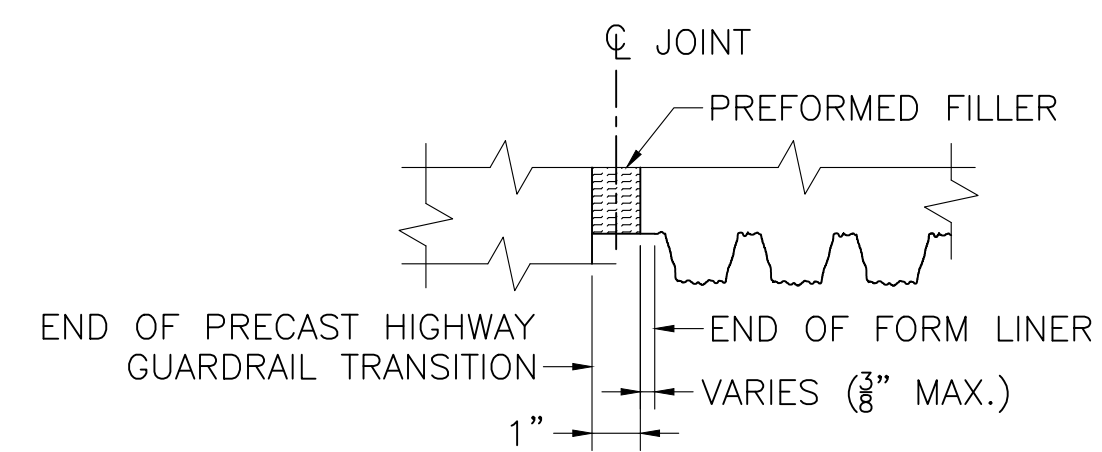 ℄ JOINT
PREFORMED FILLER
END OF PRECAST HIGHWAY
GUARDRAIL TRANSITION
END OF FORM LINER
VARIES (3/8" MAX.)
1"